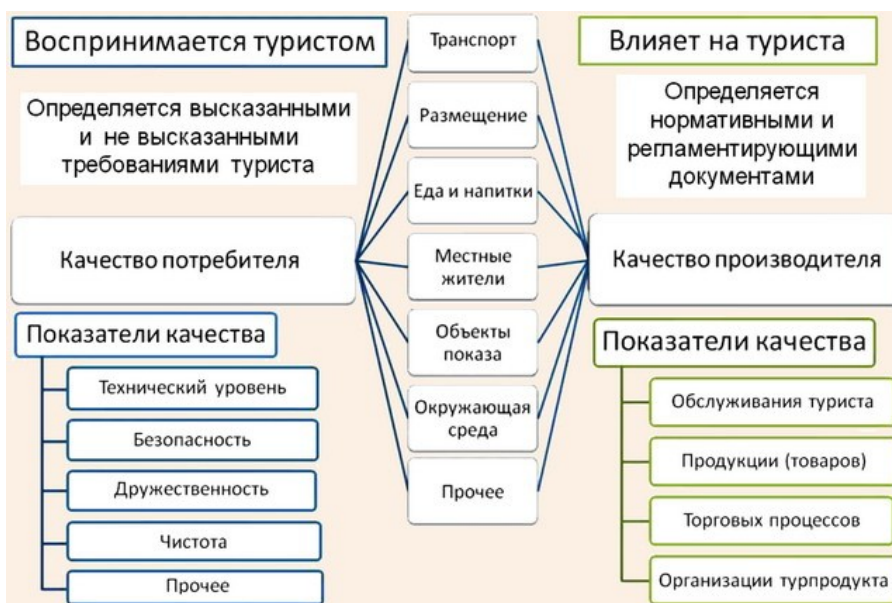 Воспринимается туристом
Определяется высказанными
и не высказанными
требованиями туриста
Качество потребителя
Показатели качества
Технический уровень
Безопасность
Дружественность
Чистота
Прочее
Транспорт
Размещение
Еда и напитки
Местные
жители
Объекты
показа
Окружающая
среда
Прочее
Влияет на туриста
Определяется
нормативными и
регламентирующими
документами
Качество производителя
Показатели качества
Обслуживания туриста
Продукции (товаров)
Торговых процессов
Организации турпродукта